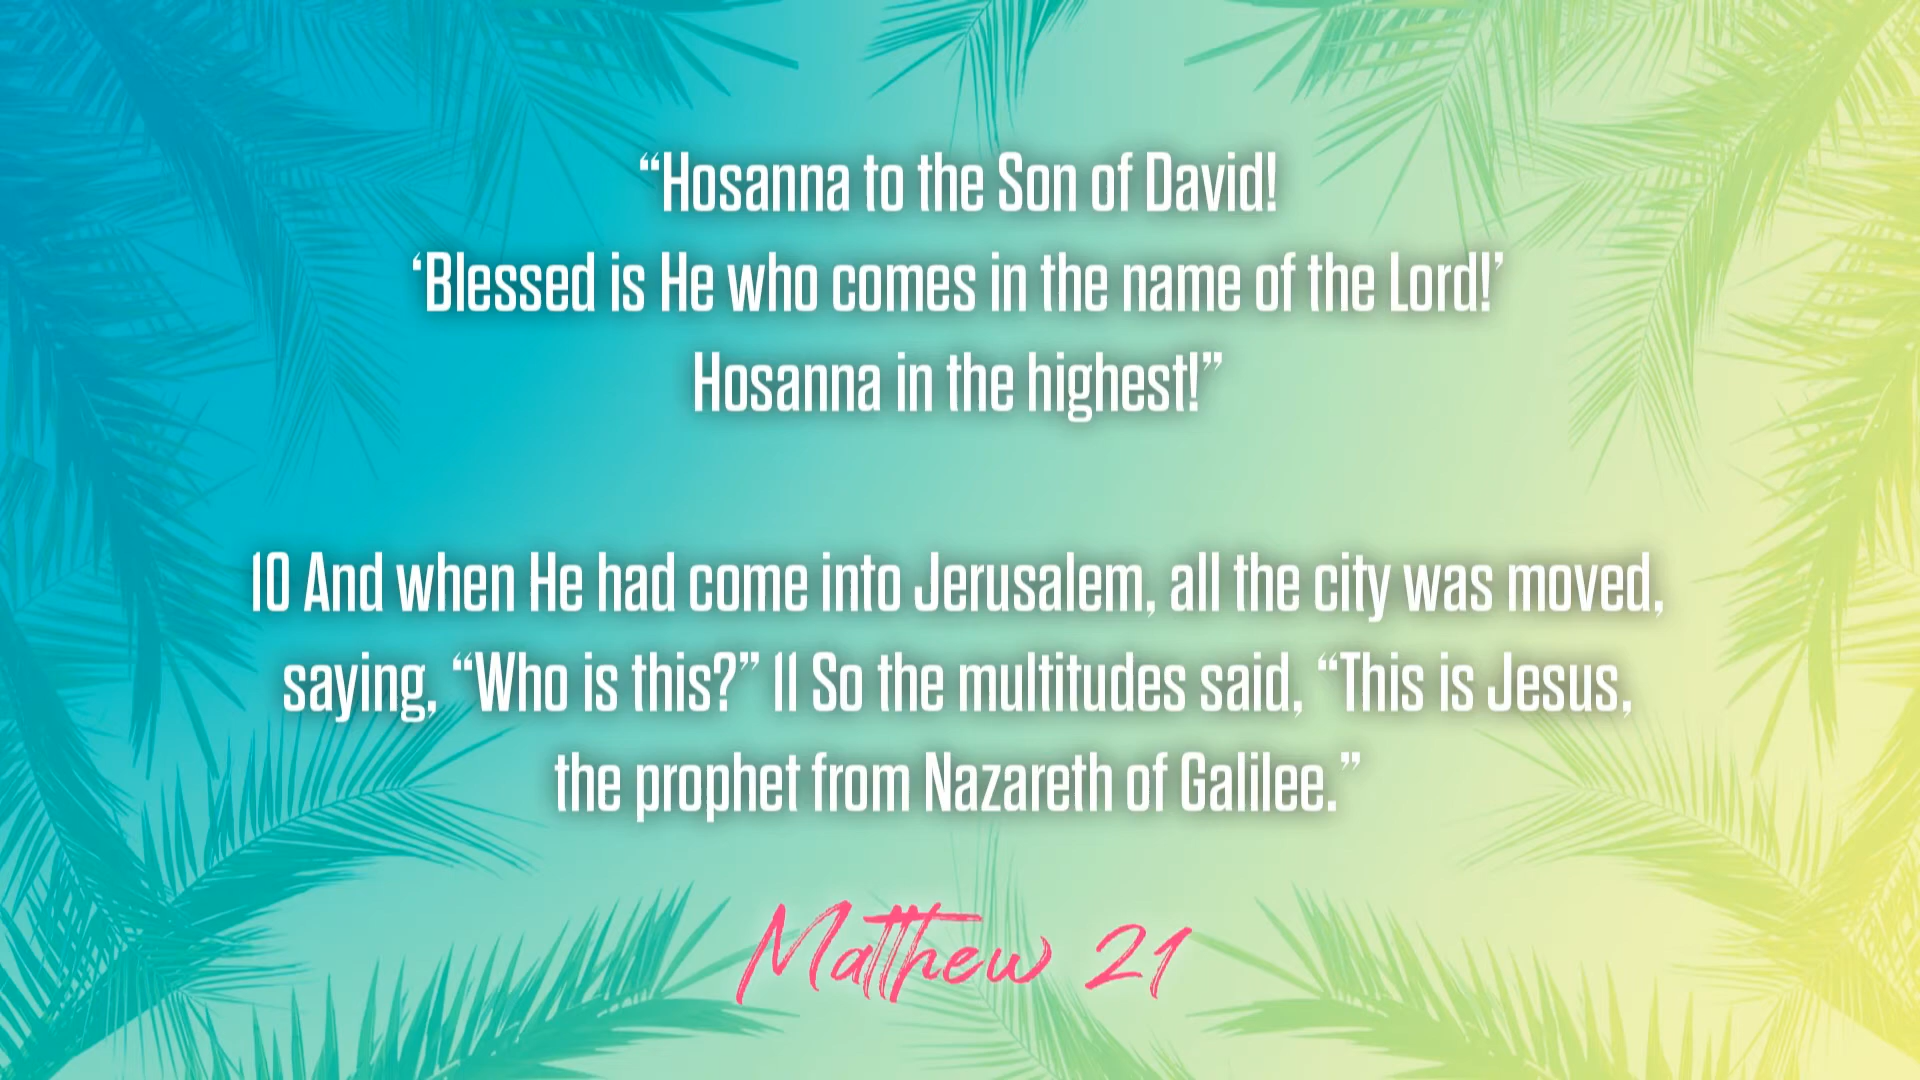 “Hosanna to the Son of David!
‘Blessed is He who comes in the name of the Lord!’
Hosanna in the highest!”
10 And when He had come into Jerusalem, all the city was moved,
saying, “Who is this?” 11 So the multitudes said, “This is Jesus,
the prophet from Nazareth of Galilee.”
Matthew 21